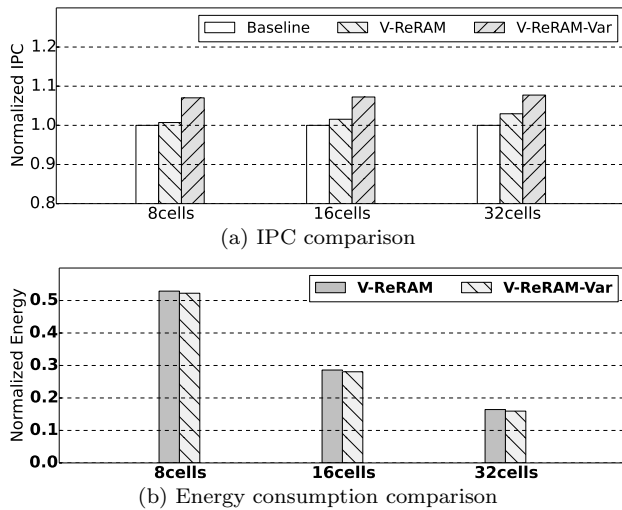 Baseline V-ReRAM V-ReRAM-Var
Normalized IPC
1.2
1.1
1.0
0.9
0.8
8cells 16cells 32cells
(a) IPC comparison
V-ReRAM V-ReRAM-Var
Normalized Energy
0.5
0.4
0.3
0.2
0.1
0.0
8cells 16cells 32cells
(b) Energy consumption comparison